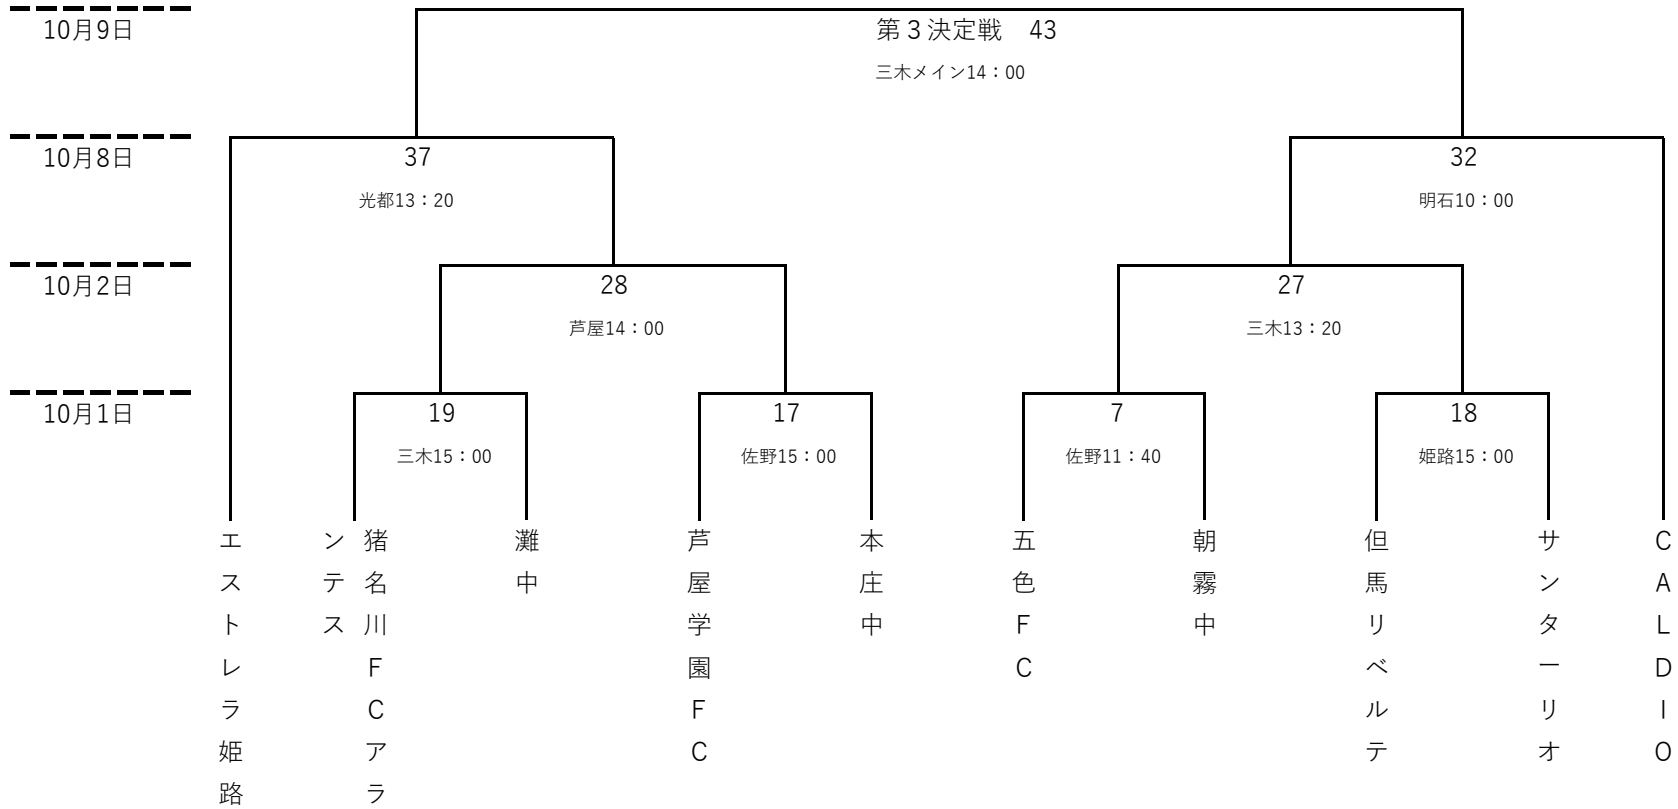 10月9日
第３決定戦　43
三木メイン14：00
10月8日
37
32
光都13：20
明石10：00
10月2日
28
27
芦屋14：00
三木13：20
10月1日
19
17
7
18
三木15：00
佐野15：00
佐野11：40
姫路15：00
エストレラ姫路
猪名川ＦＣアラ
ンテス
灘中
芦屋学園ＦＣ
本庄中
五色ＦＣ
朝霧中
但馬リベルテ
サンターリオ
ＣＡＬＤＩＯ